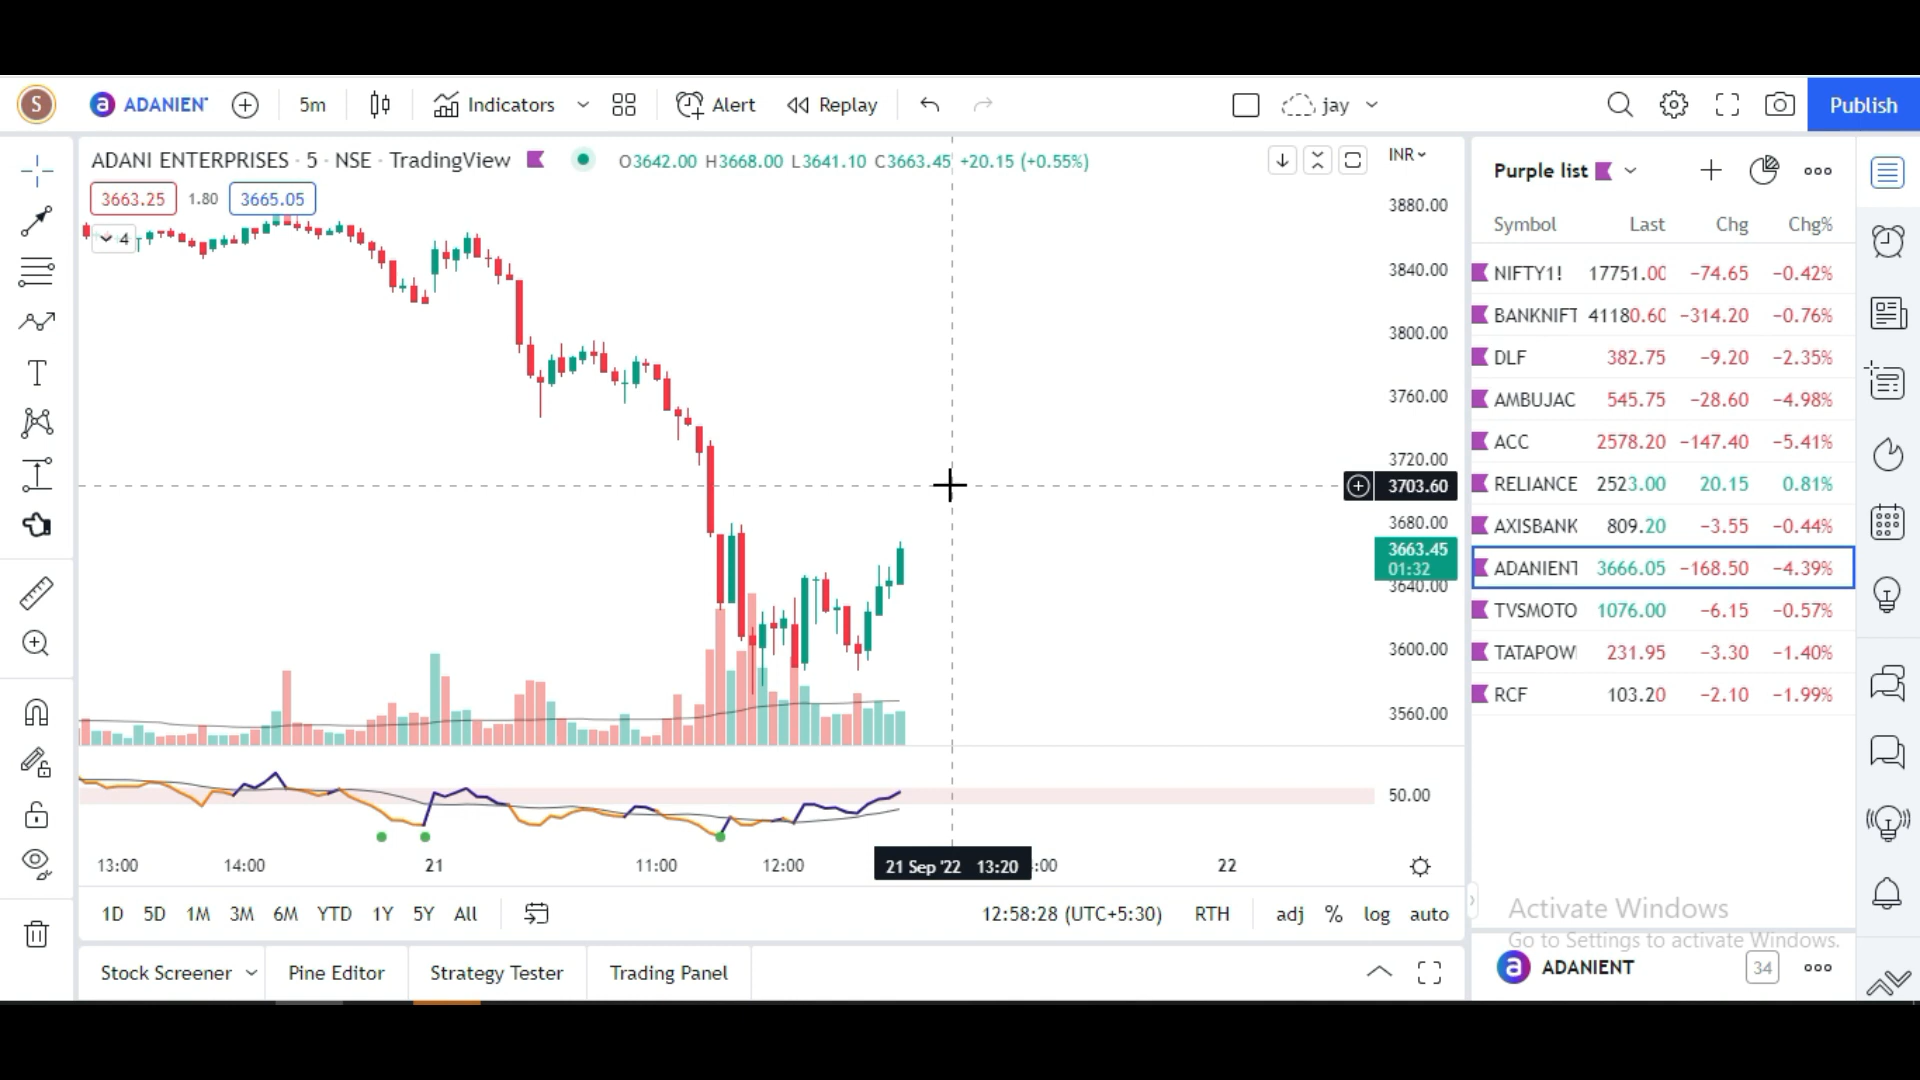 S ADANIENT 5m Indicators Alert Replay jay Publish
ADANI ENTERPRISES · 5 · NSE · TradingView O3642.00 H3668.00 L3641.10 C3663.45 +20.15 (+0.55%) INR
3663.25 1.80 3665.05
4
3880.00
3840.00
3800.00
3760.00
3720.00
3703.60
3680.00
3663.45
01:32
3640.00
3600.00
3560.00
50.00
13:00 14:00 21 11:00 12:00 21 Sep '22 13:20 :00 22
1D 5D 1M 3M 6M YTD 1Y 5Y All 12:58:28 (UTC+5:30) RTH adj % log auto
Stock Screener Pine Editor Strategy Tester Trading Panel
Purple list
Symbol Last Chg Chg%
NIFTY1! 17751.00 −74.65 −0.42%
BANKNIFT 41180.60 −314.20 −0.76%
DLF 382.75 −9.20 −2.35%
AMBUJAC 545.75 −28.60 −4.98%
ACC 2578.20 −147.40 −5.41%
RELIANCE 2523.00 20.15 0.81%
AXISBANK 809.20 −3.55 −0.44%
ADANIENT 3666.05 −168.50 −4.39%
TVSMOTO 1076.00 −6.15 −0.57%
TATAPOW 231.95 −3.30 −1.40%
RCF 103.20 −2.10 −1.99%
Activate Windows
Go to Settings to activate Windows.
a ADANIENT 34